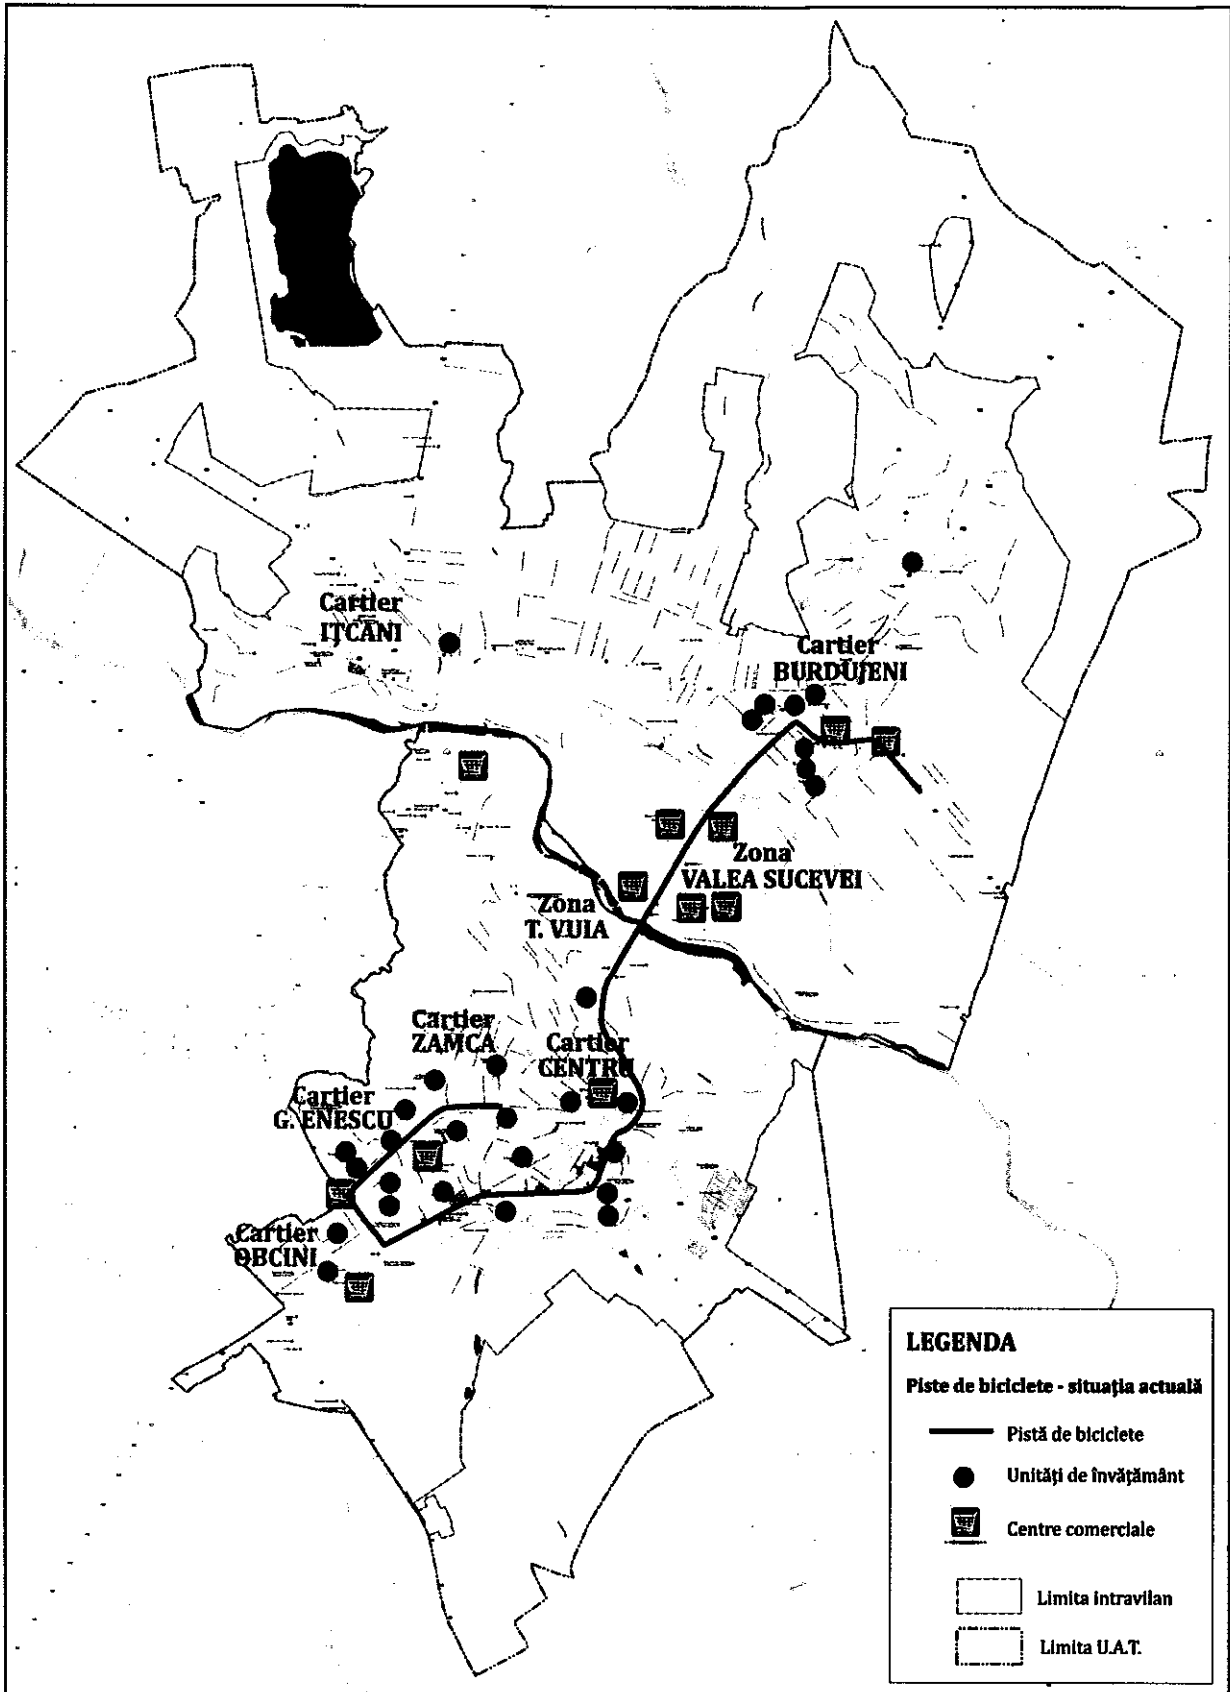 Cartier
IȚCANI
Cartier
BURDUJENI
Zona
VALEA SUCEVEI
Zona
T. VUIA
Cartier
ZAMCA
Cartier
CENTRU
Cartier
G. ENESCU
Cartier
OBCINI
LEGENDA
Piste de biciclete - situația actuală
Pistă de biciclete
Unități de învățământ
Centre comerciale
Limita intravilan
Limita U.A.T.